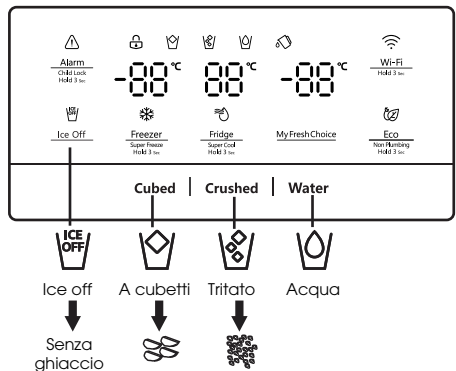 Alarm
Child Lock
Hold 3 Sec
-88 °C
88 °C
-88 °C
Wi-Fi
Hold 3 Sec
ICE OFF
Ice Off
Freezer
Super Freeze
Hold 3 Sec
Fridge
Super Cool
Hold 3 Sec
My Fresh Choice
Eco
Non Plumbing
Hold 3 Sec
Cubed | Crushed | Water
ICE
OFF
Ice off
A cubetti
Tritato
Acqua
Senza
ghiaccio